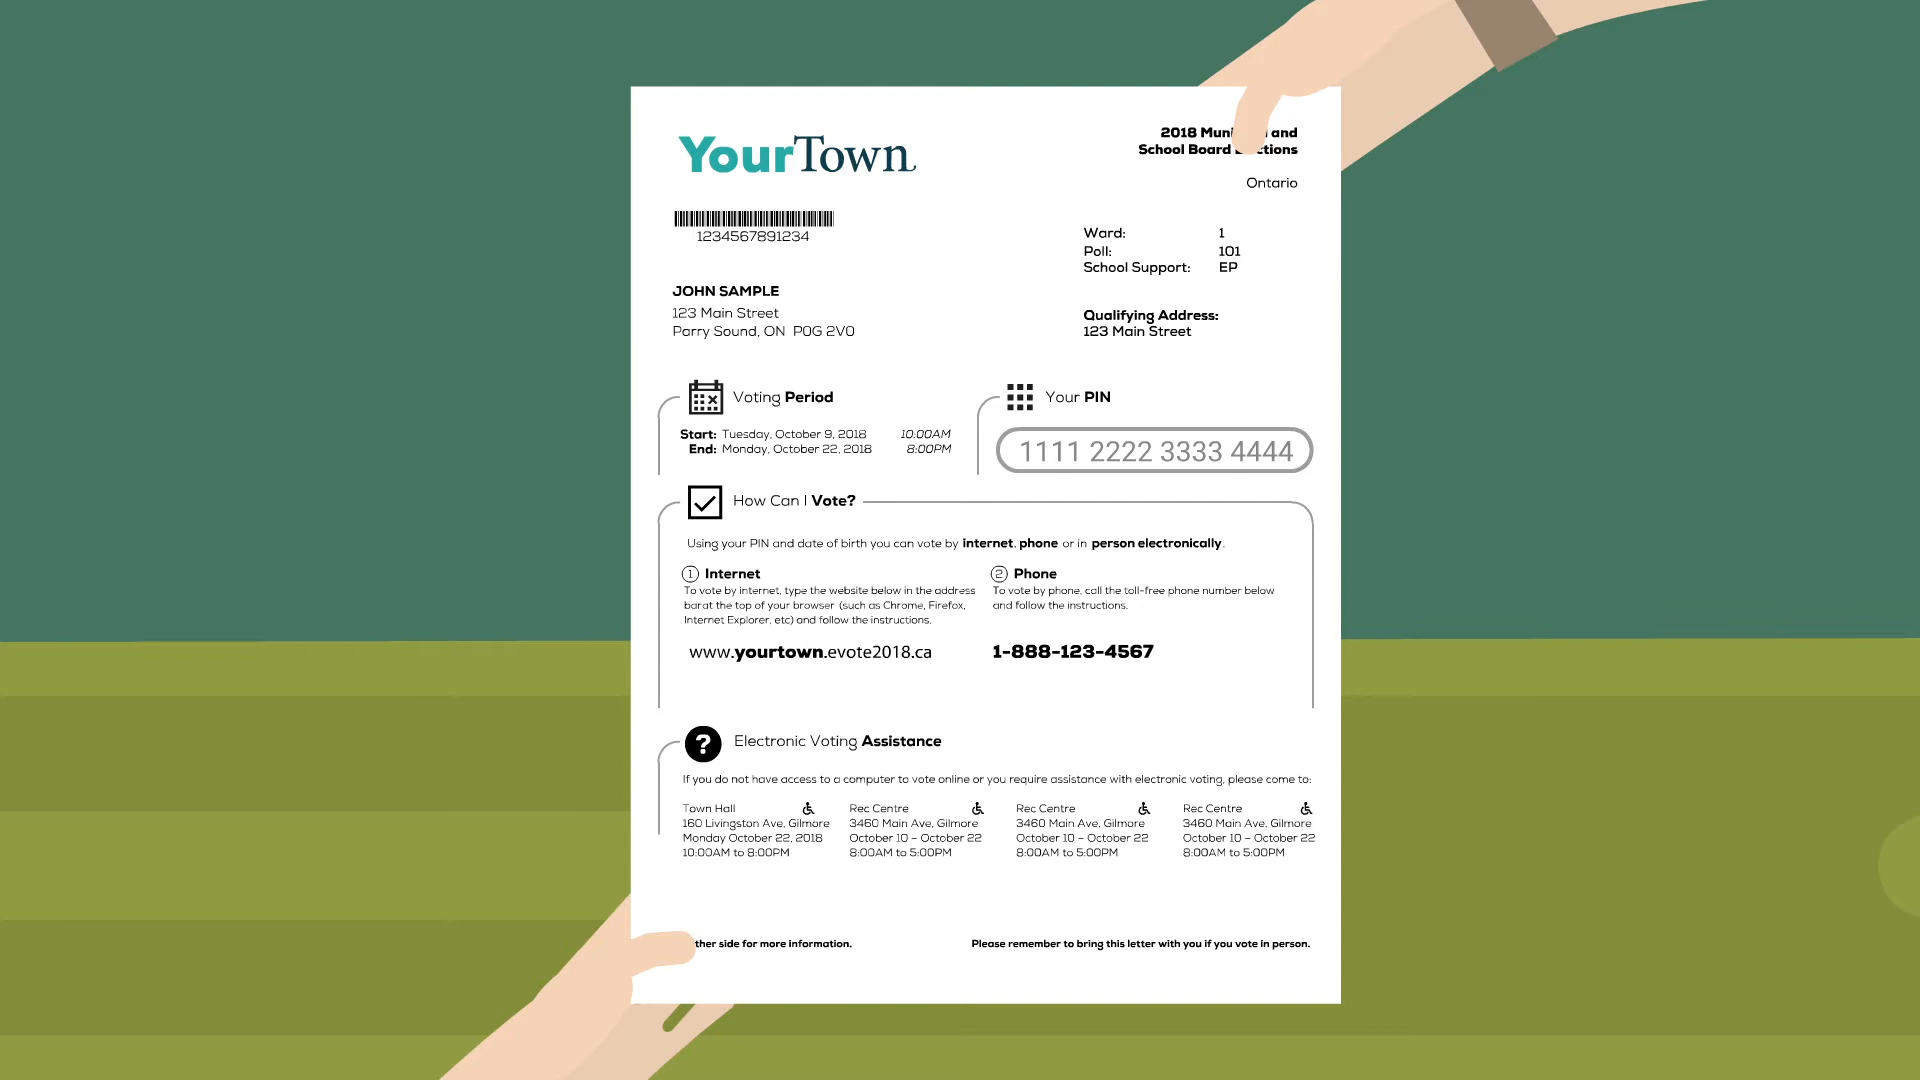 YourTown
2018 Muni and
School Board ctions
Ontario
1234567891234
Ward: 1
Poll: 101
School Support: EP
JOHN SAMPLE
123 Main Street
Parry Sound, ON P0G 2V0
Qualifying Address:
123 Main Street
Voting Period
Start: Tuesday, October 9, 2018 10:00AM
End: Monday, October 22, 2018 8:00PM
Your PIN
1111 2222 3333 4444
How Can I Vote?
Using your PIN and date of birth you can vote by internet, phone or in person electronically.
1 Internet
To vote by internet, type the website below in the address
barat the top of your browser (such as Chrome, Firefox,
Internet Explorer, etc) and follow the instructions.
www.yourtown.evote2018.ca
2 Phone
To vote by phone, call the toll-free phone number below
and follow the instructions.
1-888-123-4567
? Electronic Voting Assistance
If you do not have access to a computer to vote online or you require assistance with electronic voting, please come to:
Town Hall
160 Livingston Ave, Gilmore
Monday October 22, 2018
10:00AM to 8:00PM
Rec Centre
3460 Main Ave, Gilmore
October 10 – October 22
8:00AM to 5:00PM
Rec Centre
3460 Main Ave, Gilmore
October 10 – October 22
8:00AM to 5:00PM
Rec Centre
3460 Main Ave, Gilmore
October 10 – October 22
8:00AM to 5:00PM
ther side for more information.
Please remember to bring this letter with you if you vote in person.